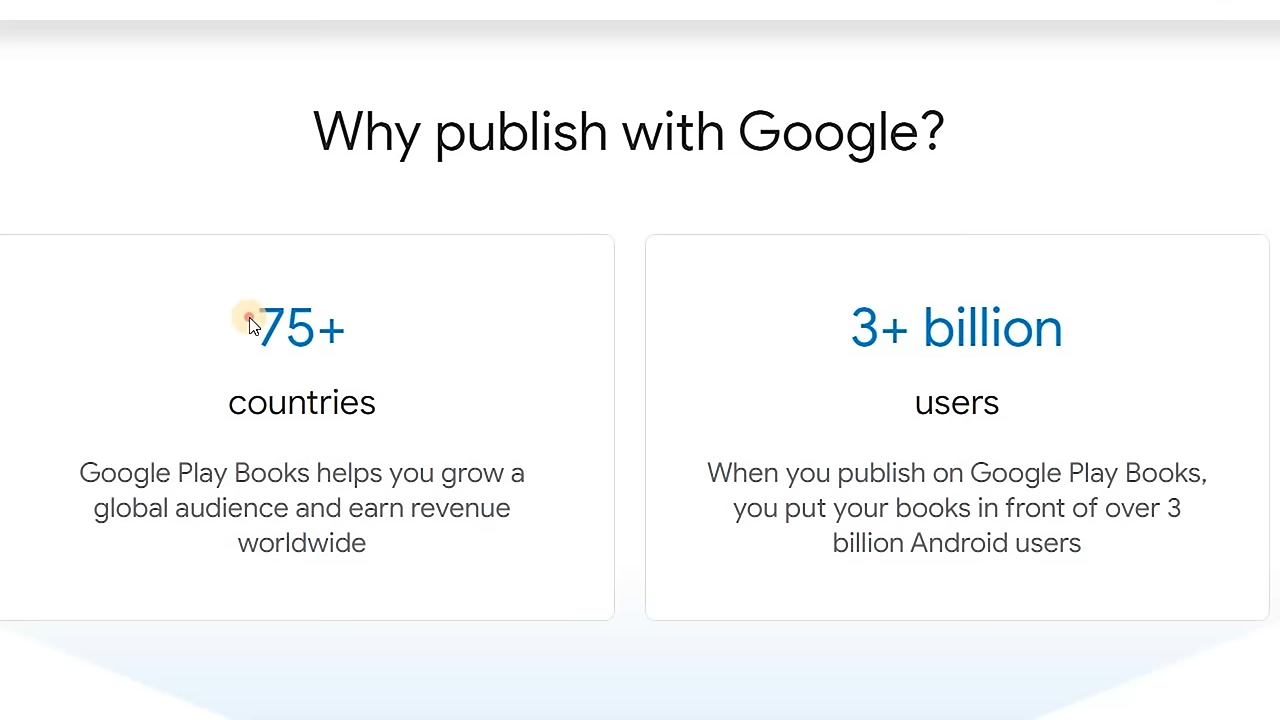 Why publish with Google?
75+
countries
Google Play Books helps you grow a
global audience and earn revenue
worldwide
3+ billion
users
When you publish on Google Play Books,
you put your books in front of over 3
billion Android users